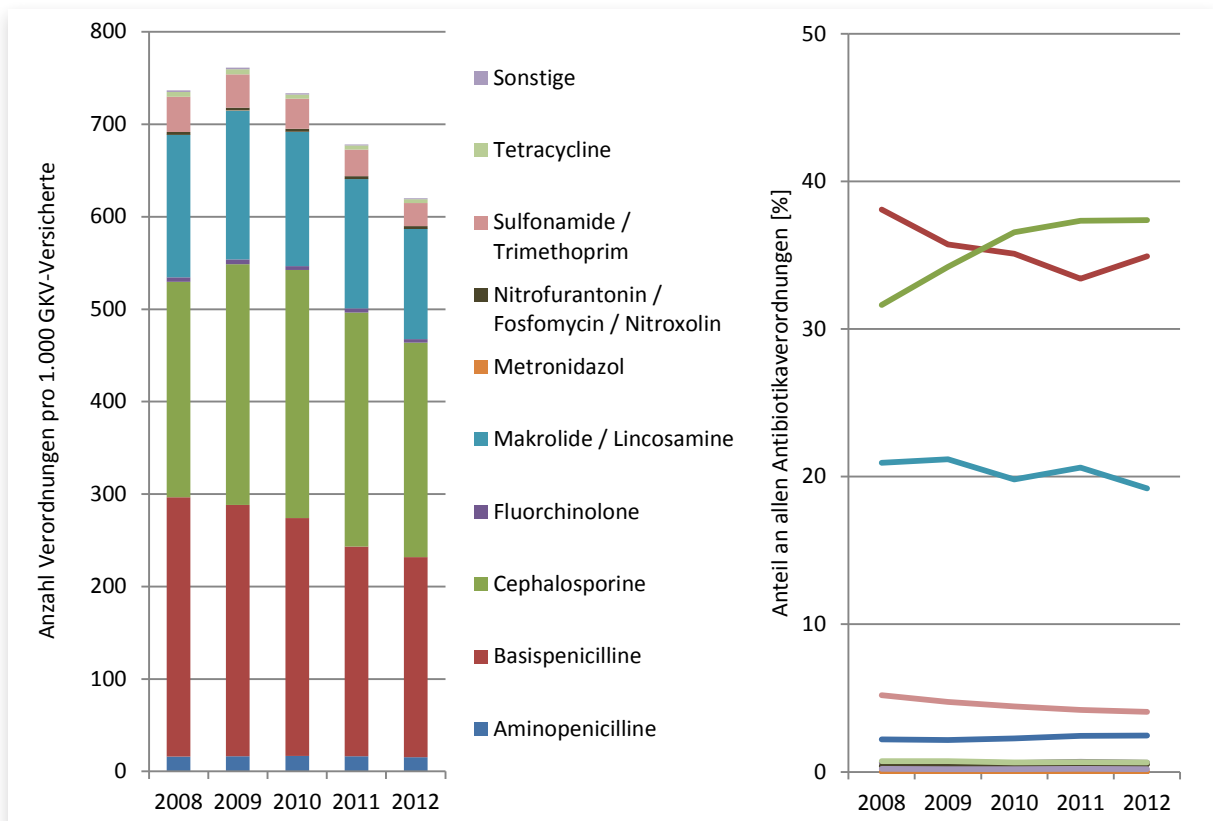 Anzahl Verordnungen pro 1.000 GKV-Versicherte
800
700
600
500
400
300
200
100
0
2008 2009 2010 2011 2012
Sonstige
Tetracycline
Sulfonamide /
Trimethoprim
Nitrofurantonin /
Fosfomycin / Nitroxolin
Metronidazol
Makrolide / Lincosamine
Fluorchinolone
Cephalosporine
Basispenicilline
Aminopenicilline
Anteil an allen Antibiotikaverordnungen [%]
50
40
30
20
10
0
2008 2009 2010 2011 2012